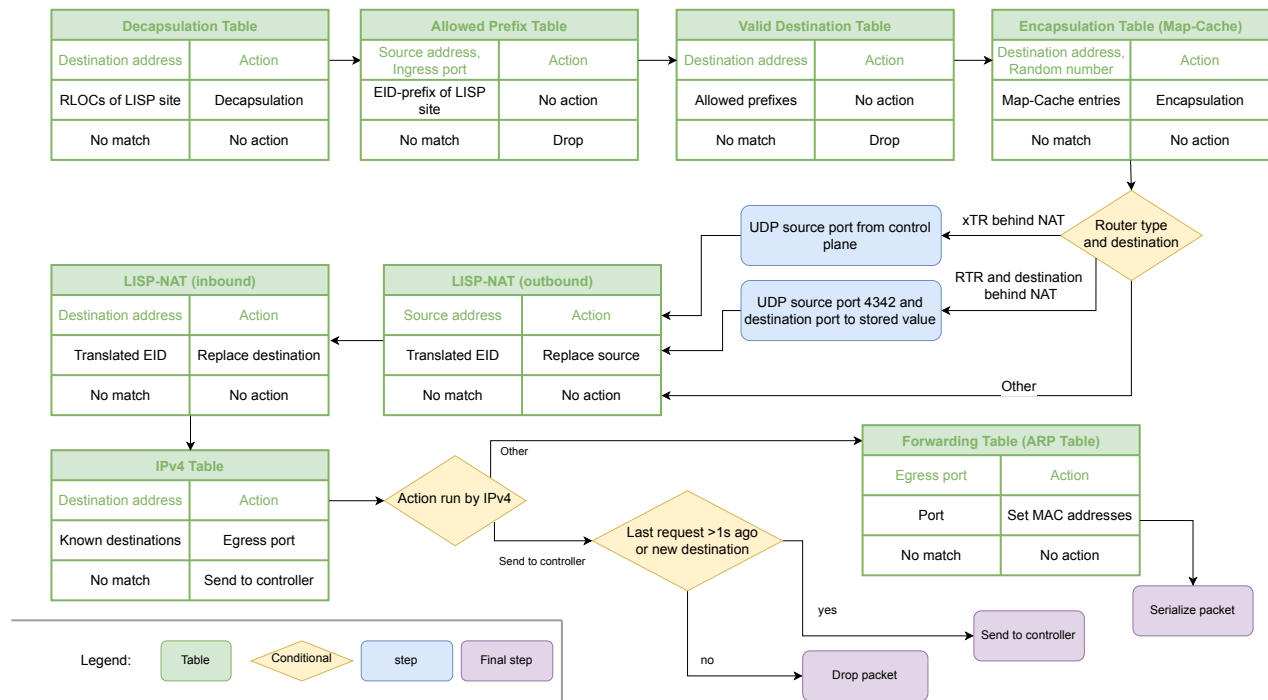 Decapsulation Table
Destination address
Action
RLOCs of LISP site
Decapsulation
No match
No action
Allowed Prefix Table
Source address,
Ingress port
Action
EID-prefix of LISP
site
No action
No match
Drop
Valid Destination Table
Destination address
Action
Allowed prefixes
No action
No match
Drop
Encapsulation Table (Map-Cache)
Destination address,
Random number
Action
Map-Cache entries
Encapsulation
No match
No action
Router type
and destination
xTR behind NAT
UDP source port from control
plane
RTR and destination
behind NAT
UDP source port 4342 and
destination port to stored value
Other
LISP-NAT (outbound)
Source address
Action
Translated EID
Replace source
No match
No action
LISP-NAT (inbound)
Destination address
Action
Translated EID
Replace destination
No match
No action
IPv4 Table
Destination address
Action
Known destinations
Egress port
No match
Send to controller
Action run by IPv4
Other
Send to controller
Last request >1s ago
or new destination
yes
no
Forwarding Table (ARP Table)
Egress port
Action
Port
Set MAC addresses
No match
No action
Serialize packet
Send to controller
Drop packet
Legend:
Table
Conditional
step
Final step